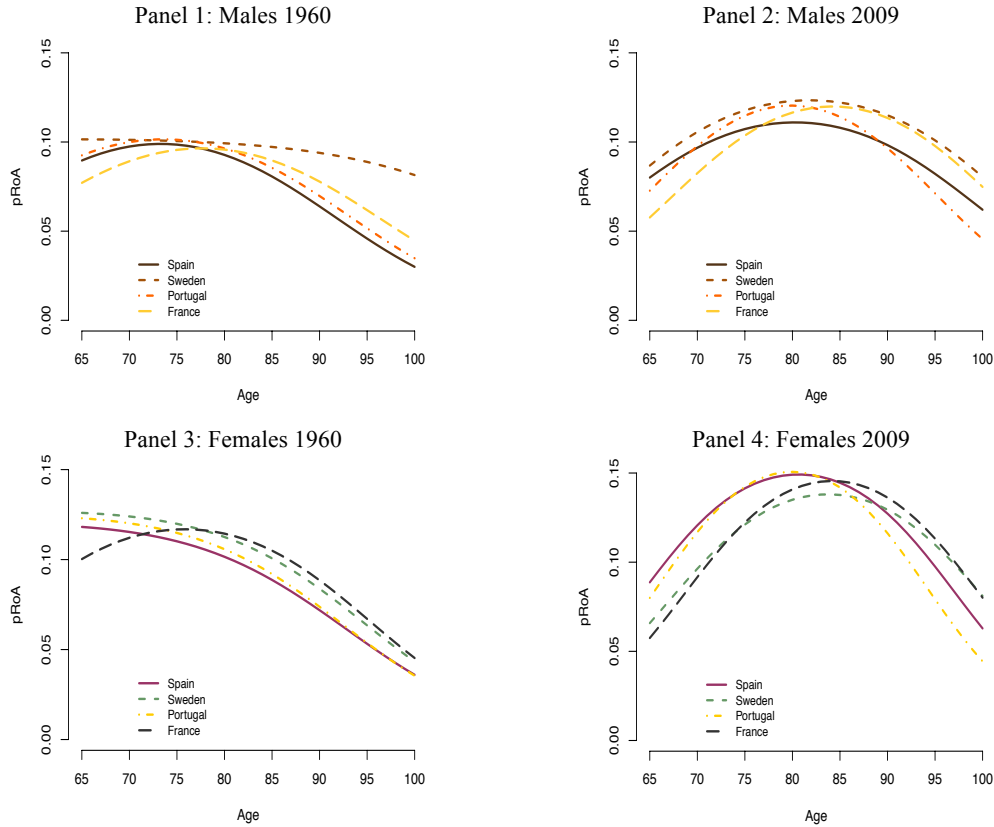 Panel 1: Males 1960
0.15
0.10
0.05
0.00
pRoA
Spain
Sweden
Portugal
France
65 70 75 80 85 90 95 100
Age
Panel 2: Males 2009
0.15
0.10
0.05
0.00
pRoA
Spain
Sweden
Portugal
France
65 70 75 80 85 90 95 100
Age
Panel 3: Females 1960
0.15
0.10
0.05
0.00
pRoA
Spain
Sweden
Portugal
France
65 70 75 80 85 90 95 100
Age
Panel 4: Females 2009
0.15
0.10
0.05
0.00
pRoA
Spain
Sweden
Portugal
France
65 70 75 80 85 90 95 100
Age